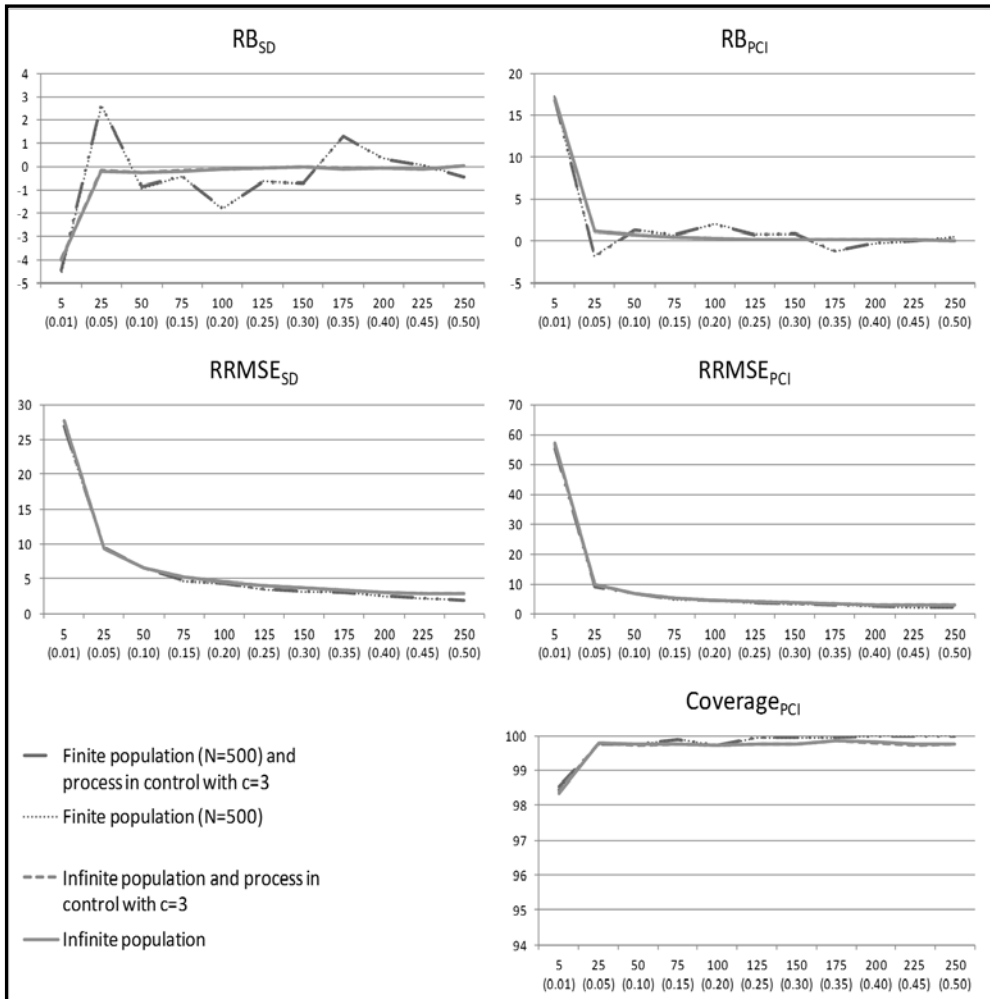 RB_SD
4
3
2
1
0
-1
-2
-3
-4
-5
5 25 50 75 100 125 150 175 200 225 250
(0.01) (0.05) (0.10) (0.15) (0.20) (0.25) (0.30) (0.35) (0.40) (0.45) (0.50)
RB_PCI
20
15
10
5
0
-5
5 25 50 75 100 125 150 175 200 225 250
(0.01) (0.05) (0.10) (0.15) (0.20) (0.25) (0.30) (0.35) (0.40) (0.45) (0.50)
RRMSE_SD
30
25
20
15
10
5
0
5 25 50 75 100 125 150 175 200 225 250
(0.01) (0.05) (0.10) (0.15) (0.20) (0.25) (0.30) (0.35) (0.40) (0.45) (0.50)
RRMSE_PCI
70
60
50
40
30
20
10
0
5 25 50 75 100 125 150 175 200 225 250
(0.01) (0.05) (0.10) (0.15) (0.20) (0.25) (0.30) (0.35) (0.40) (0.45) (0.50)
Finite population (N=500) and
process in control with c=3
Finite population (N=500)
Infinite population and process in
control with c=3
Infinite population
Coverage_PCI
100
99
98
97
96
95
94
5 25 50 75 100 125 150 175 200 225 250
(0.01) (0.05) (0.10) (0.15) (0.20) (0.25) (0.30) (0.35) (0.40) (0.45) (0.50)